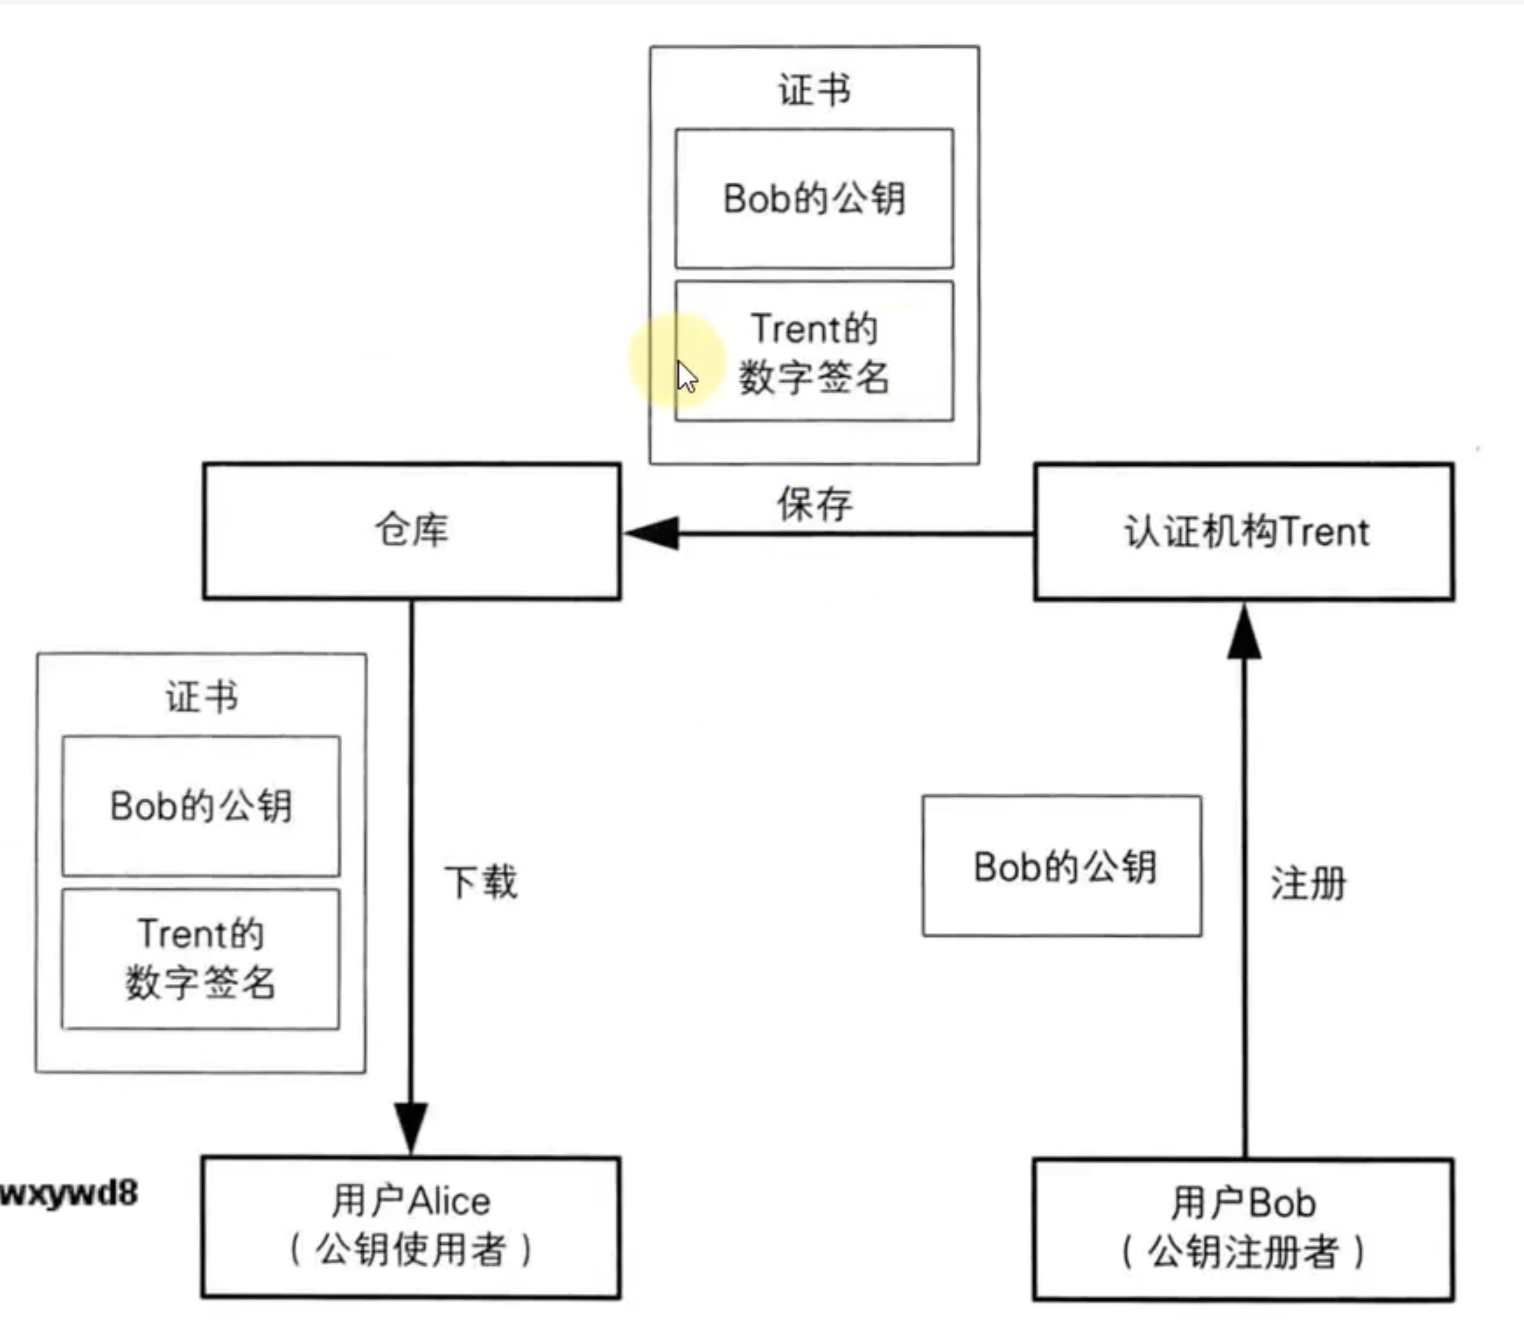 证书
Bob的公钥
Trent的
数字签名
仓库
保存
认证机构Trent
证书
Bob的公钥
Trent的
数字签名
下载
Bob的公钥
注册
wxywd8
用户Alice
（公钥使用者）
用户Bob
（公钥注册者）